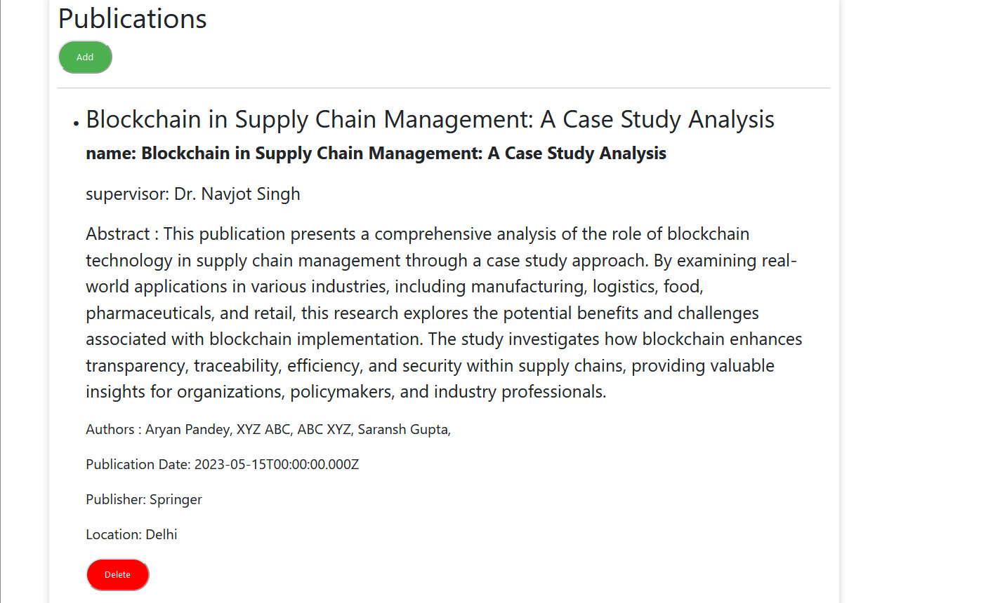 Publications
Add
Blockchain in Supply Chain Management: A Case Study Analysis
name: Blockchain in Supply Chain Management: A Case Study Analysis
supervisor: Dr. Navjot Singh
Abstract : This publication presents a comprehensive analysis of the role of blockchain
technology in supply chain management through a case study approach. By examining real-
world applications in various industries, including manufacturing, logistics, food,
pharmaceuticals, and retail, this research explores the potential benefits and challenges
associated with blockchain implementation. The study investigates how blockchain enhances
transparency, traceability, efficiency, and security within supply chains, providing valuable
insights for organizations, policymakers, and industry professionals.
Authors : Aryan Pandey, XYZ ABC, ABC XYZ, Saransh Gupta,
Publication Date: 2023-05-15T00:00:00.000Z
Publisher: Springer
Location: Delhi
Delete